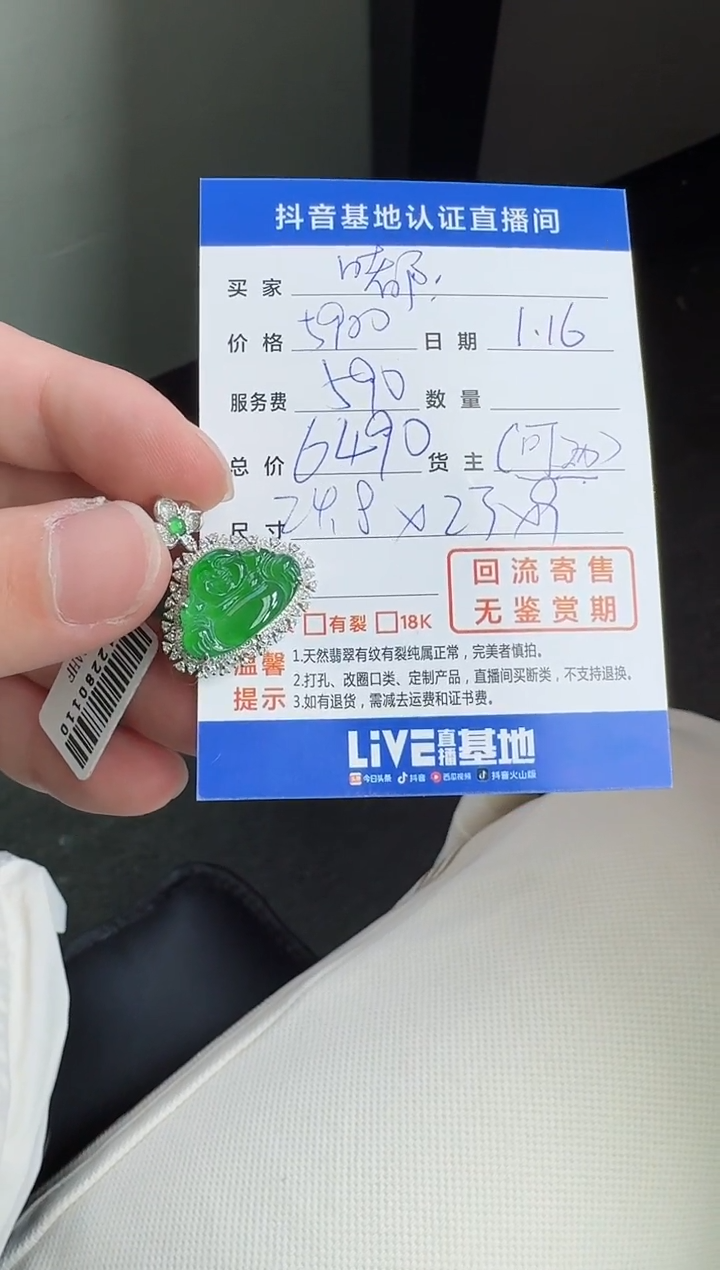 抖音基地认证直播间
买家
价格 5900 日期 1.16
服务费 590 数量
总价 6490 货主
尺寸 24.8×23×9
回流寄售
无鉴赏期
有裂 18K
温馨提示
1.天然翡翠有纹有裂纯属正常，完美者慎拍。
2.打孔、改圈口类、定制产品，直播间买断类，不支持退换。
3.如有退货，需减去运费和证书费。
LiVE直播基地
今日头条 抖音 西瓜视频 抖音火山版
2280110